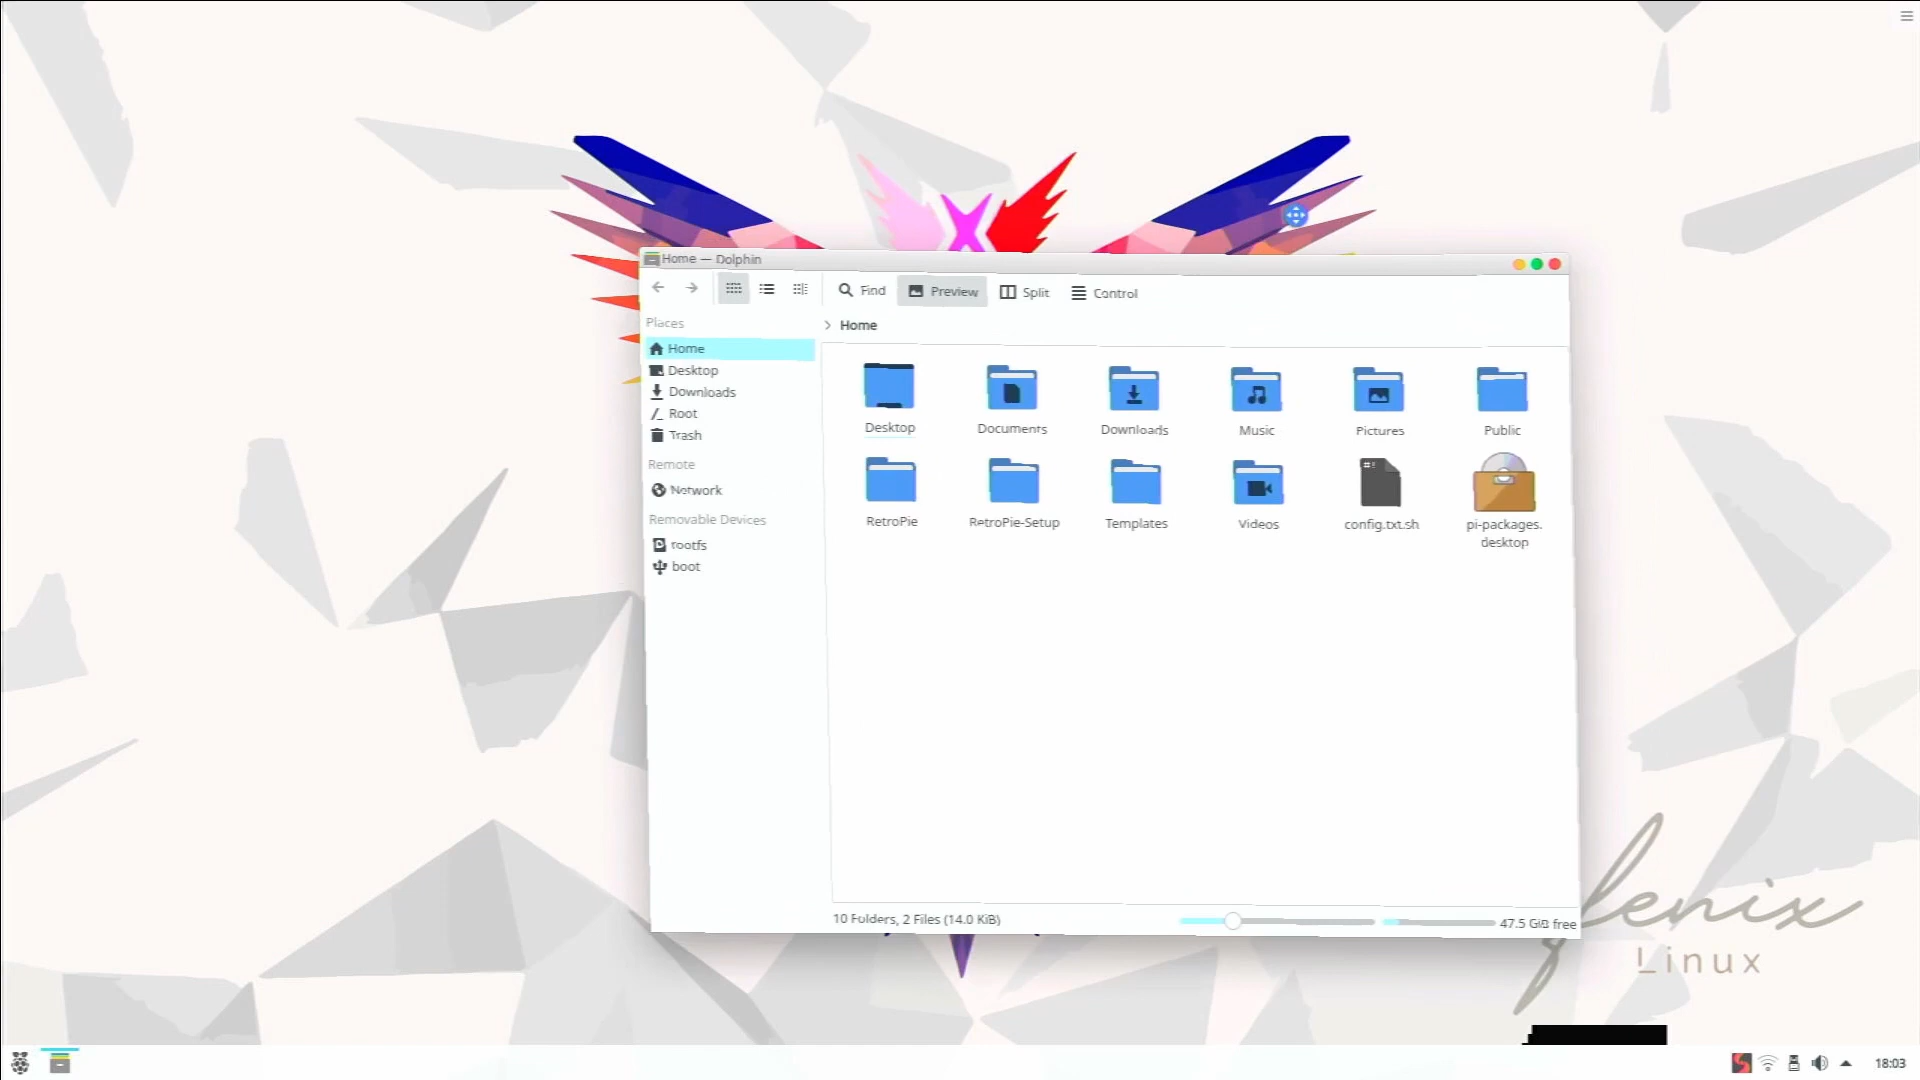 Home — Dolphin
Find
Preview
Split
Control
Places
Home
Home
Desktop
Downloads
Root
Trash
Remote
Network
Removable Devices
rootfs
boot
Desktop
Documents
Downloads
Music
Pictures
Public
RetroPie
RetroPie-Setup
Templates
Videos
config.txt.sh
pi-packages.
desktop
10 Folders, 2 Files (14.0 KiB)
47.5 GiB free
Linux
18:03